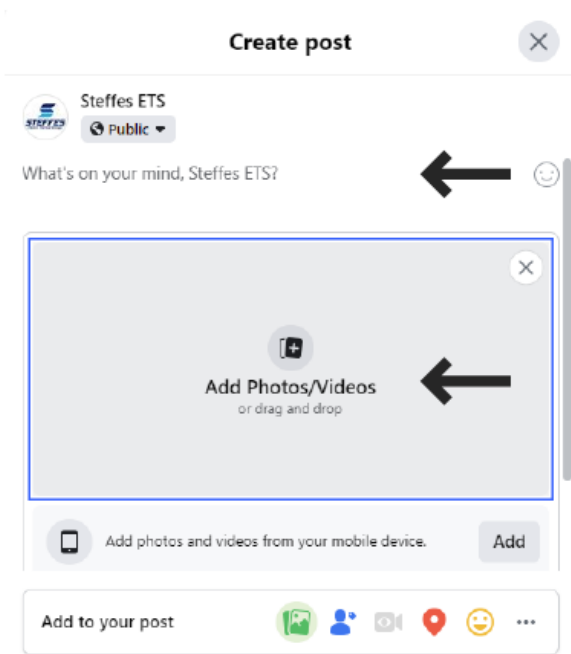 Create post
Steffes ETS
STEFFES
Public
What's on your mind, Steffes ETS?
Add Photos/Videos
or drag and drop
Add photos and videos from your mobile device.
Add
Add to your post